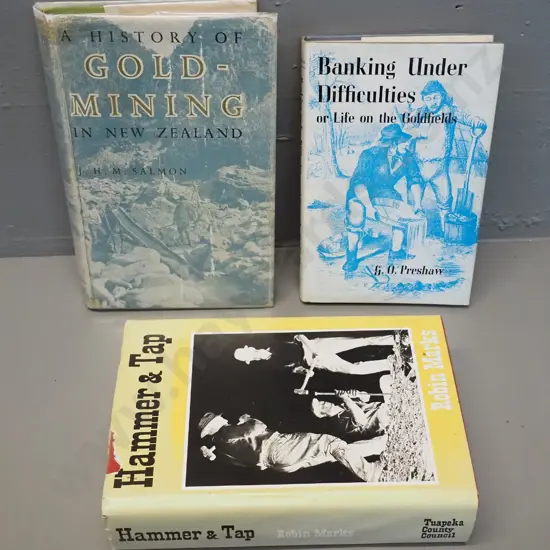 A HISTORY OF
GOLD-
MINING
IN NEW ZEALAND
J. H. M. SALMON
Banking Under
Difficulties
or Life on the Goldfields
G. O. Preshaw
Hammer & Tap
Robin Marks
Hammer & Tap
Robin Marks
Tuapeka
County
Council